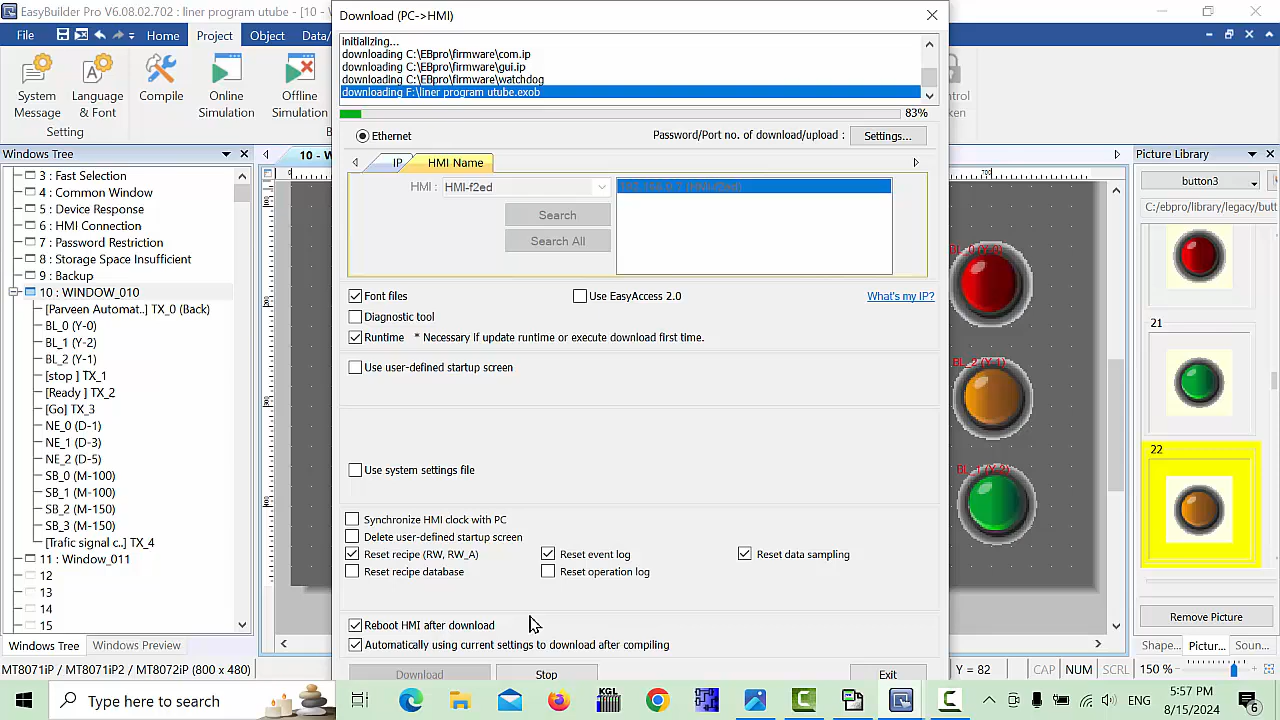 EasyBuilder Pro V6.08.02.702 : liner program utube - [10 - W
Download (PC->HMI)
File Home Project Object Data/
System Message
Language & Font
Compile
Online Simulation
Offline Simulation
Setting
initializing...
downloading C:\EBpro\firmware\com.ip
downloading C:\EBpro\firmware\gui.ip
downloading C:\EBpro\firmware\watchdog
downloading F:\liner program utube.exob
83%
Ethernet
Password/Port no. of download/upload :
Settings...
IP
HMI Name
HMI :
HMI-f2ed
Search
Search All
Font files
Use EasyAccess 2.0
What's my IP?
Diagnostic tool
Runtime * Necessary if update runtime or execute download first time.
Use user-defined startup screen
Use system settings file
Synchronize HMI clock with PC
Delete user-defined startup screen
Reset recipe (RW, RW_A)
Reset event log
Reset data sampling
Reset recipe database
Reset operation log
Reboot HMI after download
Automatically using current settings to download after compiling
Download
Stop
Exit
Windows Tree
10 - W
3 : Fast Selection
4 : Common Window
5 : Device Response
6 : HMI Connection
7 : Password Restriction
8 : Storage Space Insufficient
9 : Backup
10 : WINDOW_010
[Parveen Automat..] TX_0 (Back)
BL_0 (Y-0)
BL_1 (Y-2)
BL_2 (Y-1)
[stop ] TX_1
[Ready ] TX_2
[Go] TX_3
NE_0 (D-1)
NE_1 (D-3)
NE_2 (D-5)
SB_0 (M-100)
SB_1 (M-100)
SB_2 (M-150)
SB_3 (M-150)
[Trafic signal c..] TX_4
11 : Window_011
12
13
14
15
Windows Tree
Windows Preview
MT8071iP / MT8071iP2 / MT8072iP (800 x 480)
BL_0 (Y-0)
BL_2 (Y-1)
BL_1 (Y-2)
Picture Library
button3
C:/ebpro/library/legacy/butt
21
22
Remove Picture
Shape...
Pictur...
Soun...
Y = 82
CAP NUM SCRL 150 %
Type here to search
KGL
ENG
5:57 PM
8/15/2024
6